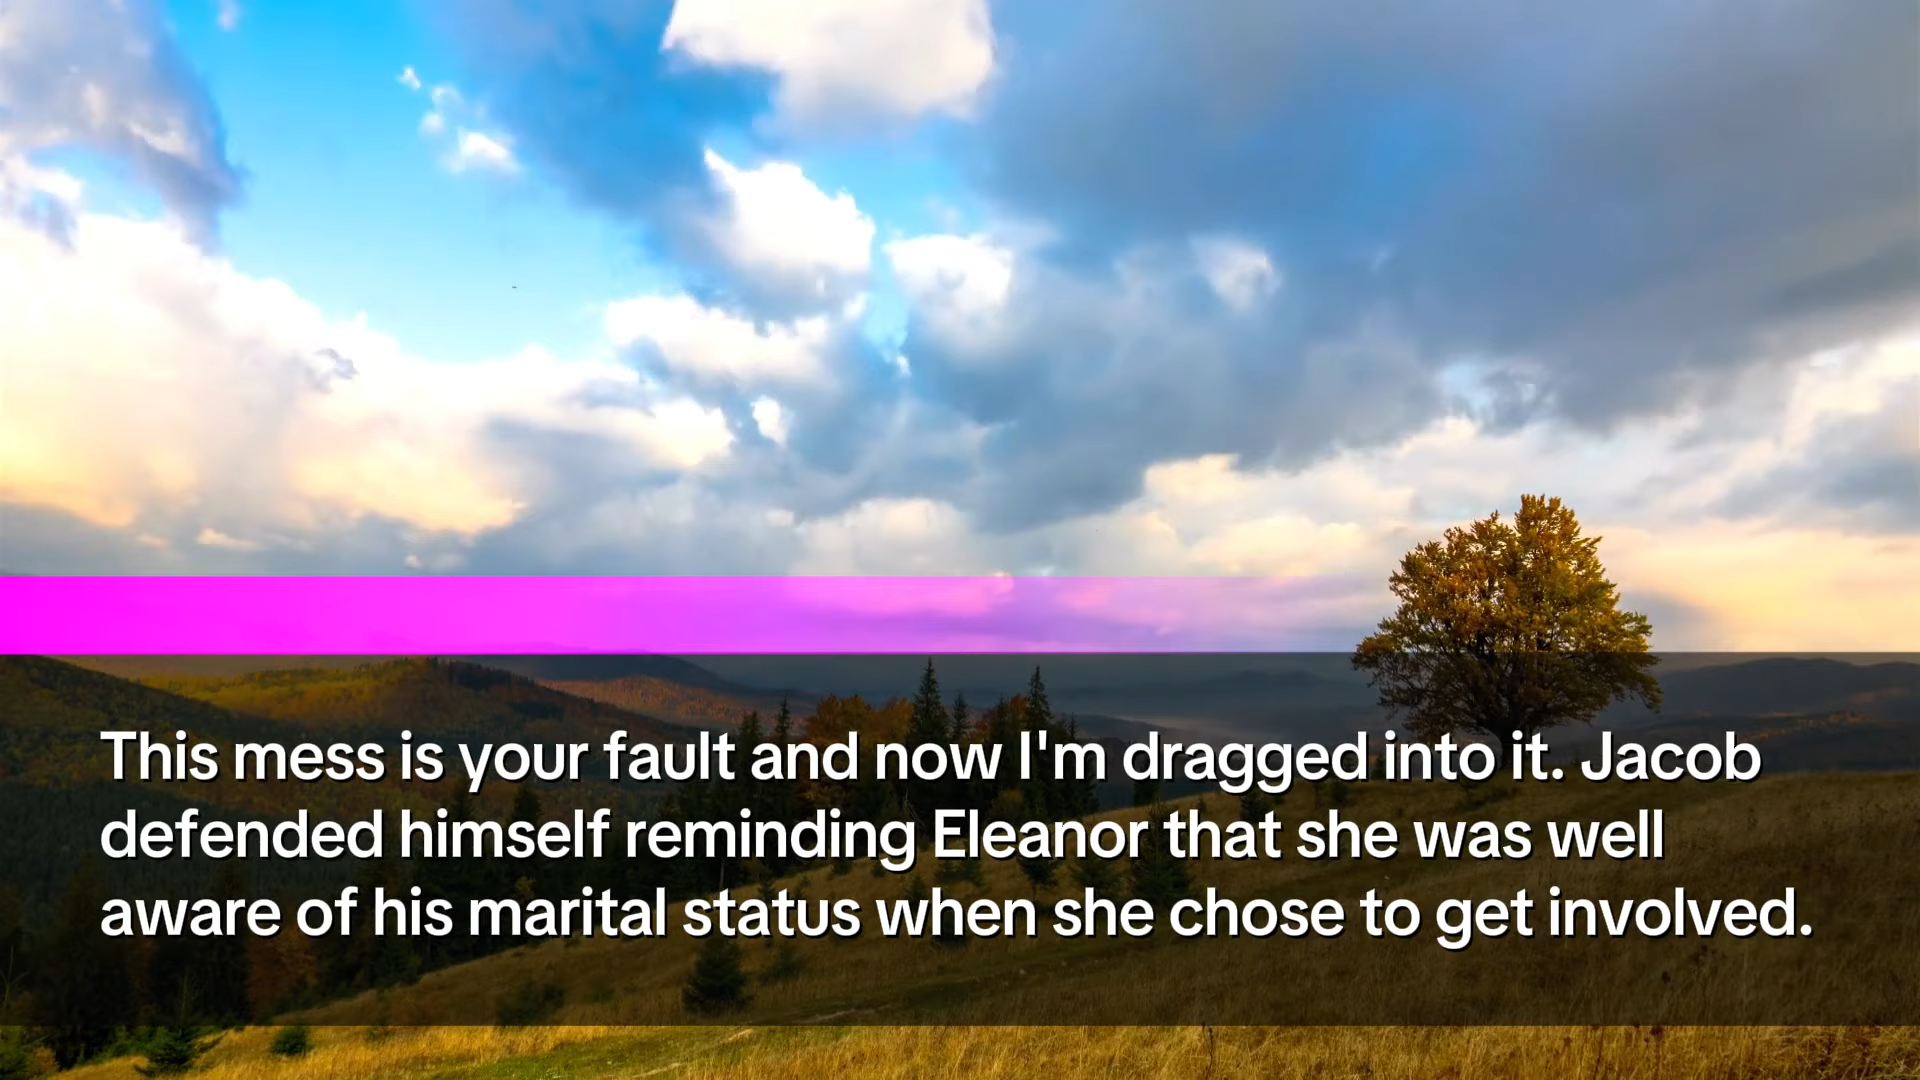 This mess is your fault and now I'm dragged into it. Jacob
defended himself reminding Eleanor that she was well
aware of his marital status when she chose to get involved.